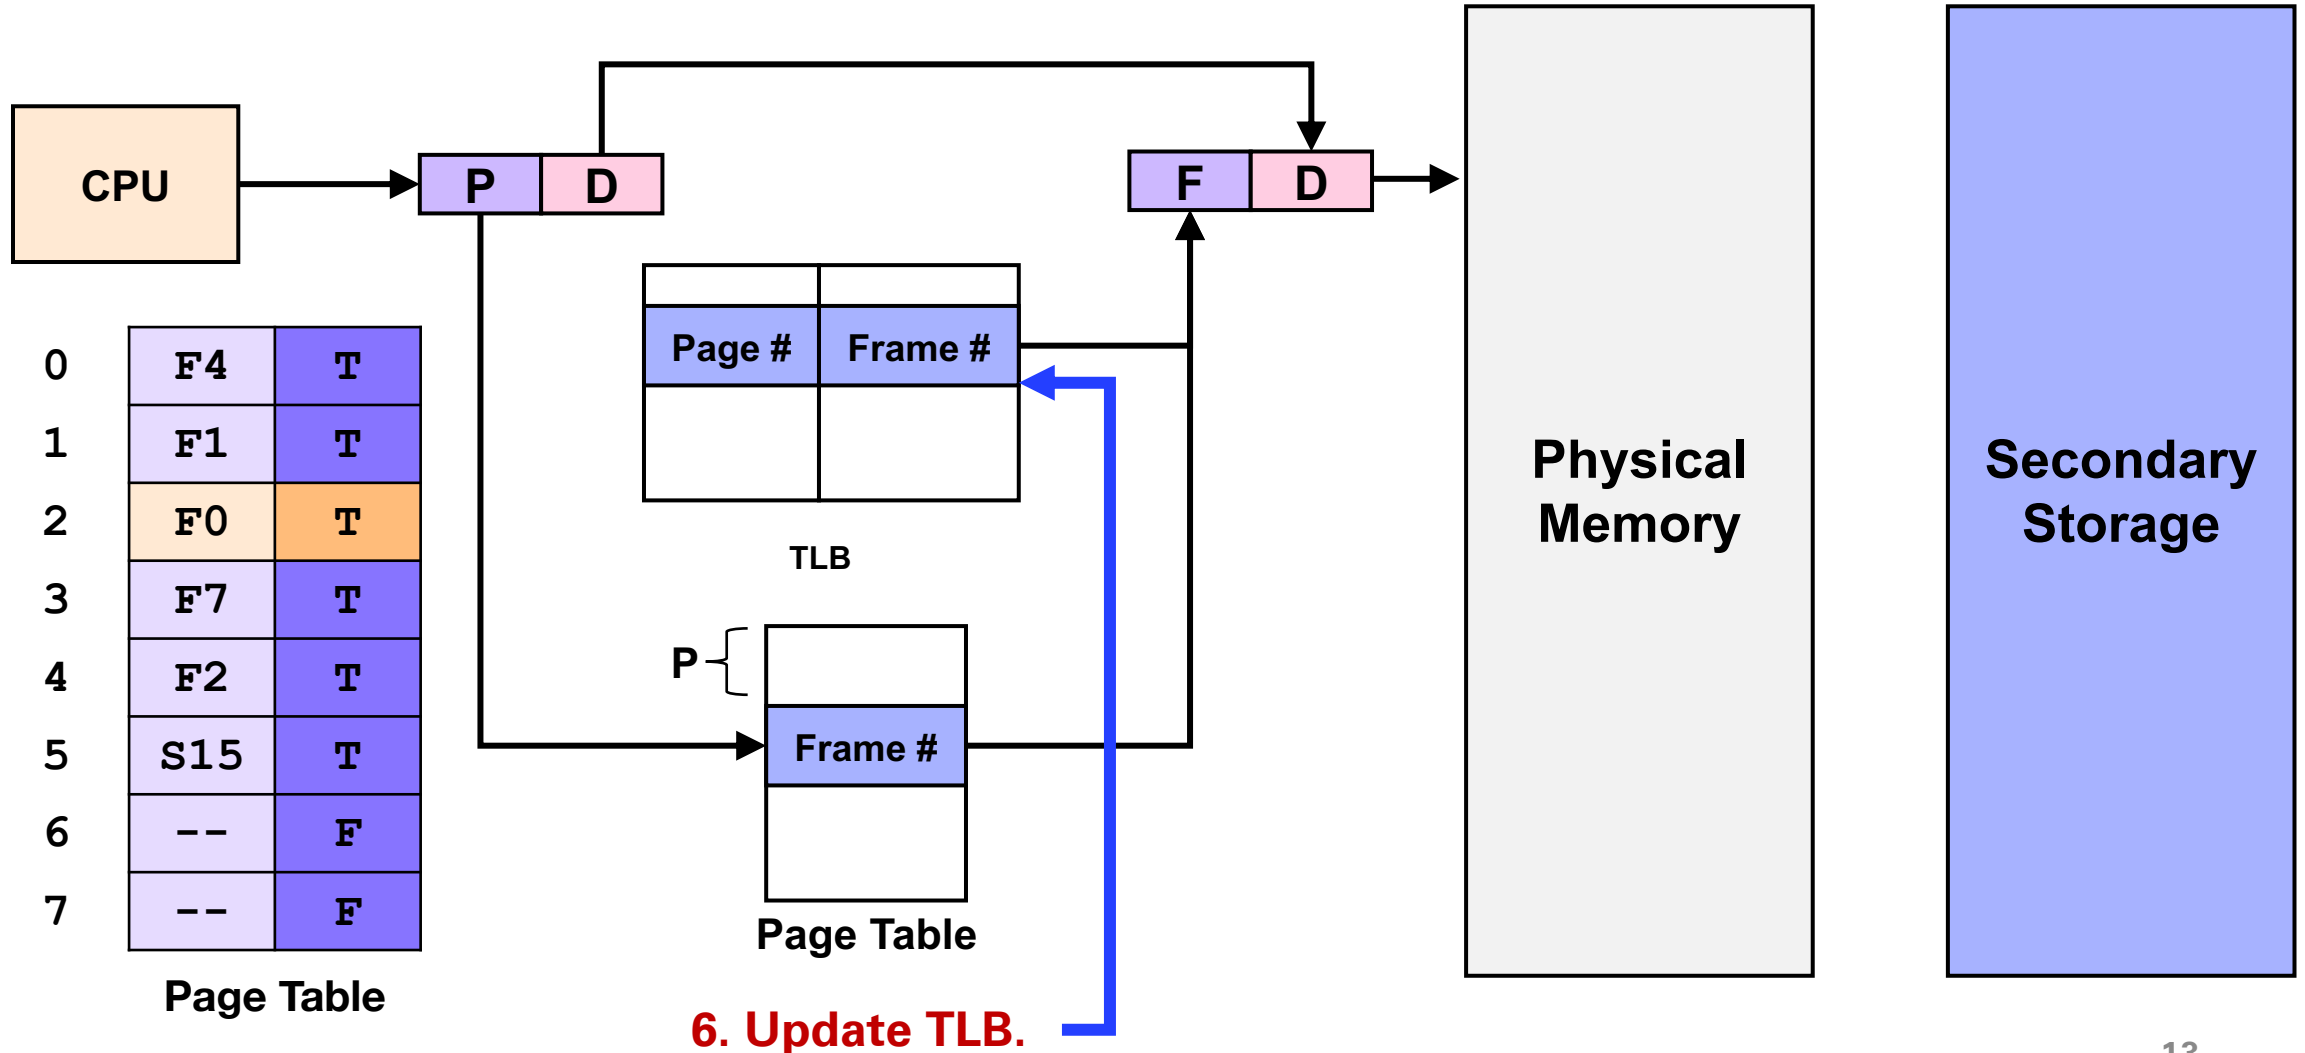 CPU
P D
F D
Page # Frame #
TLB
0 F4 T
1 F1 T
2 F0 T
3 F7 T
4 F2 T
5 S15 T
6 -- F
7 -- F
Page Table
P
Frame #
Page Table
6. Update TLB.
Physical
Memory
Secondary
Storage
13